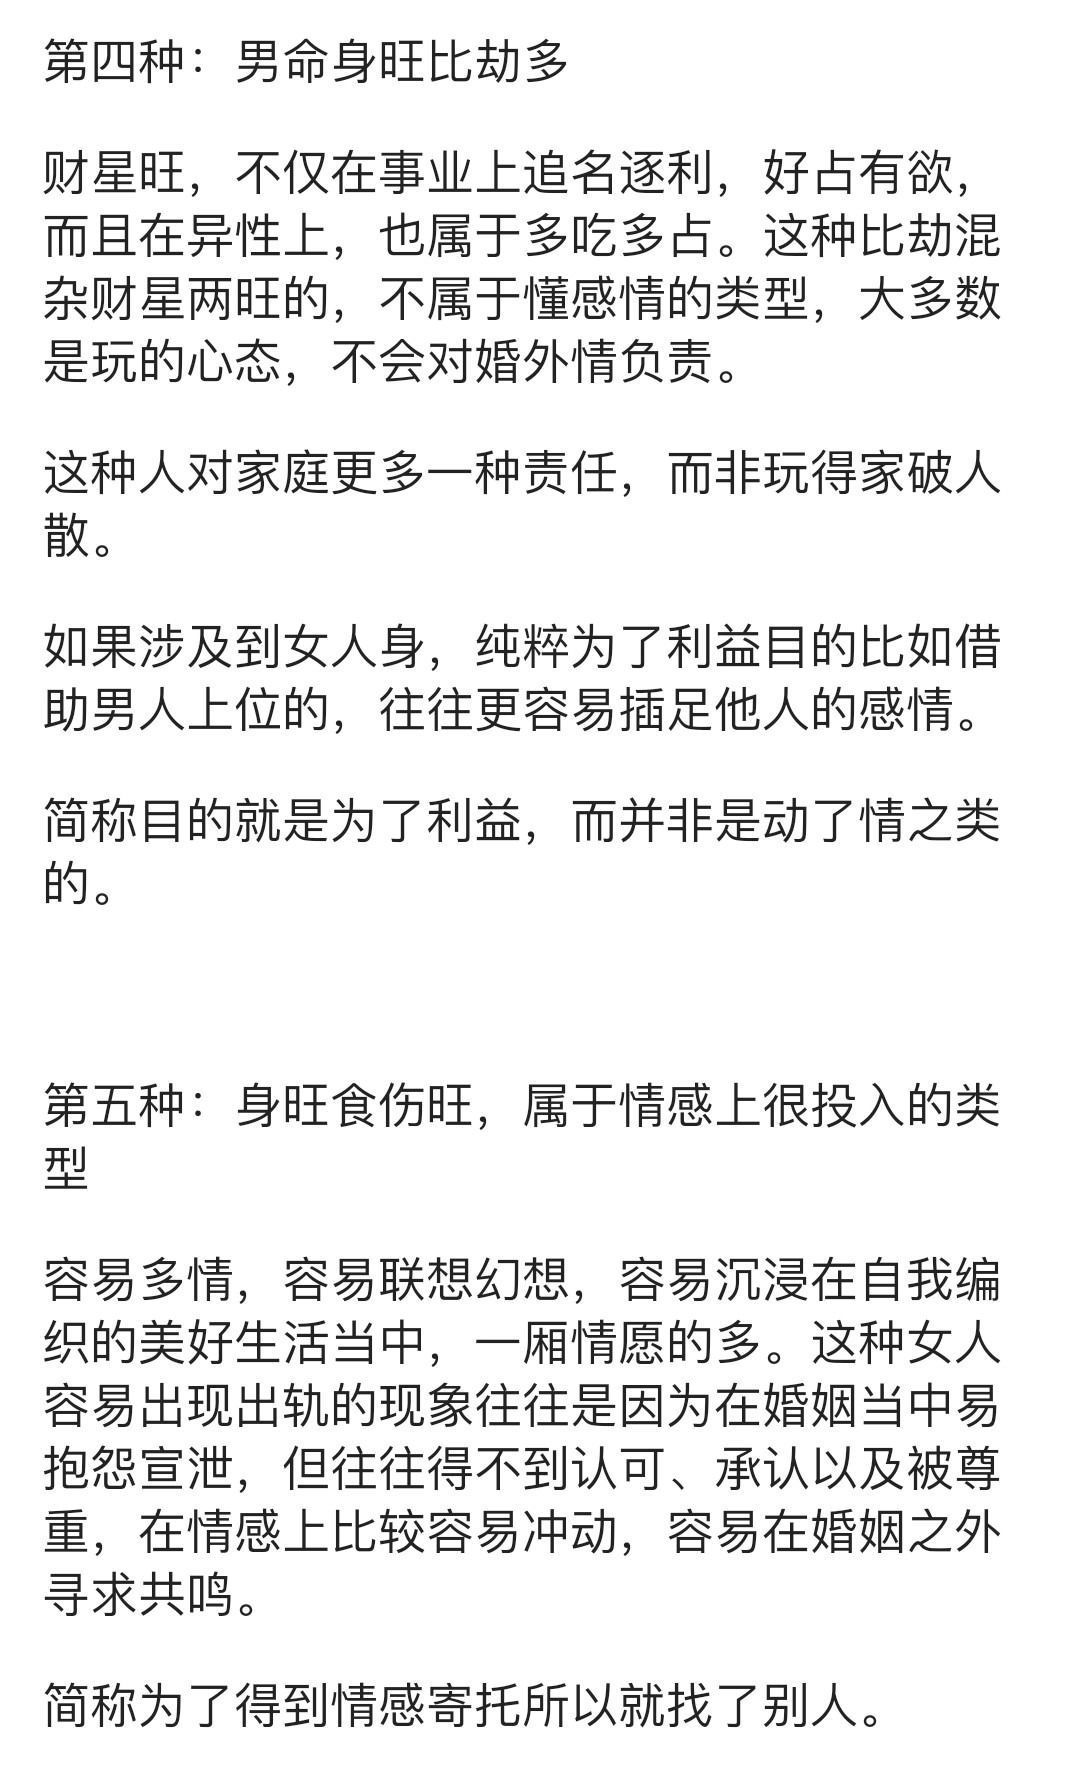 第四种：男命身旺比劫多
财星旺，不仅在事业上追名逐利，好占有欲，
而且在异性上，也属于多吃多占。这种比劫混
杂财星两旺的，不属于懂感情的类型，大多数
是玩的心态，不会对婚外情负责。
这种人对家庭更多一种责任，而非玩得家破人
散。
如果涉及到女人身，纯粹为了利益目的比如借
助男人上位的，往往更容易插足他人的感情。
简称目的就是为了利益，而并非是动了情之类
的。
第五种：身旺食伤旺，属于情感上很投入的类
型
容易多情，容易联想幻想，容易沉浸在自我编
织的美好生活当中，一厢情愿的多。这种女人
容易出现出轨的现象往往是因为在婚姻当中易
抱怨宣泄，但往往得不到认可、承认以及被尊
重，在情感上比较容易冲动，容易在婚姻之外
寻求共鸣。
简称为了得到情感寄托所以就找了别人。